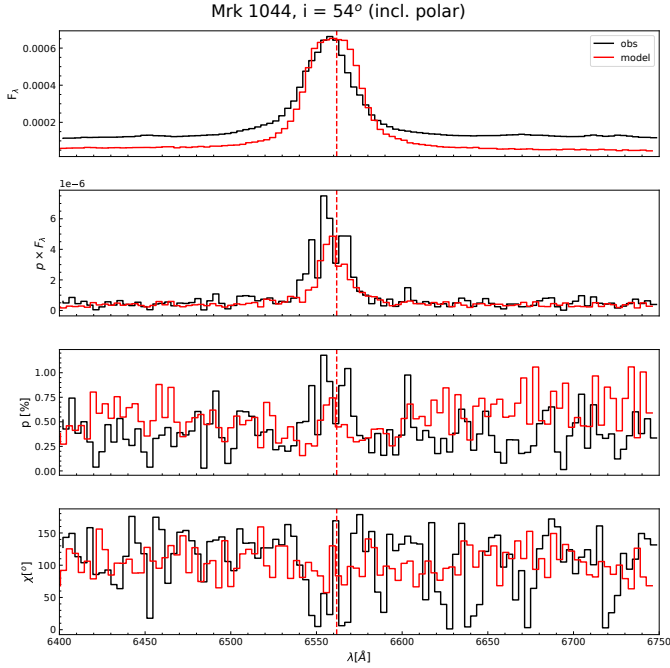 Mrk 1044, i = 54° (incl. polar)
obs
model
0.0006
0.0004
0.0002
F_λ
1e−6
6
4
2
0
p × F_λ
1.00
0.75
0.50
0.25
0.00
p [%]
150
100
50
0
χ[°]
6400 6450 6500 6550 6600 6650 6700 6750
λ[Å]